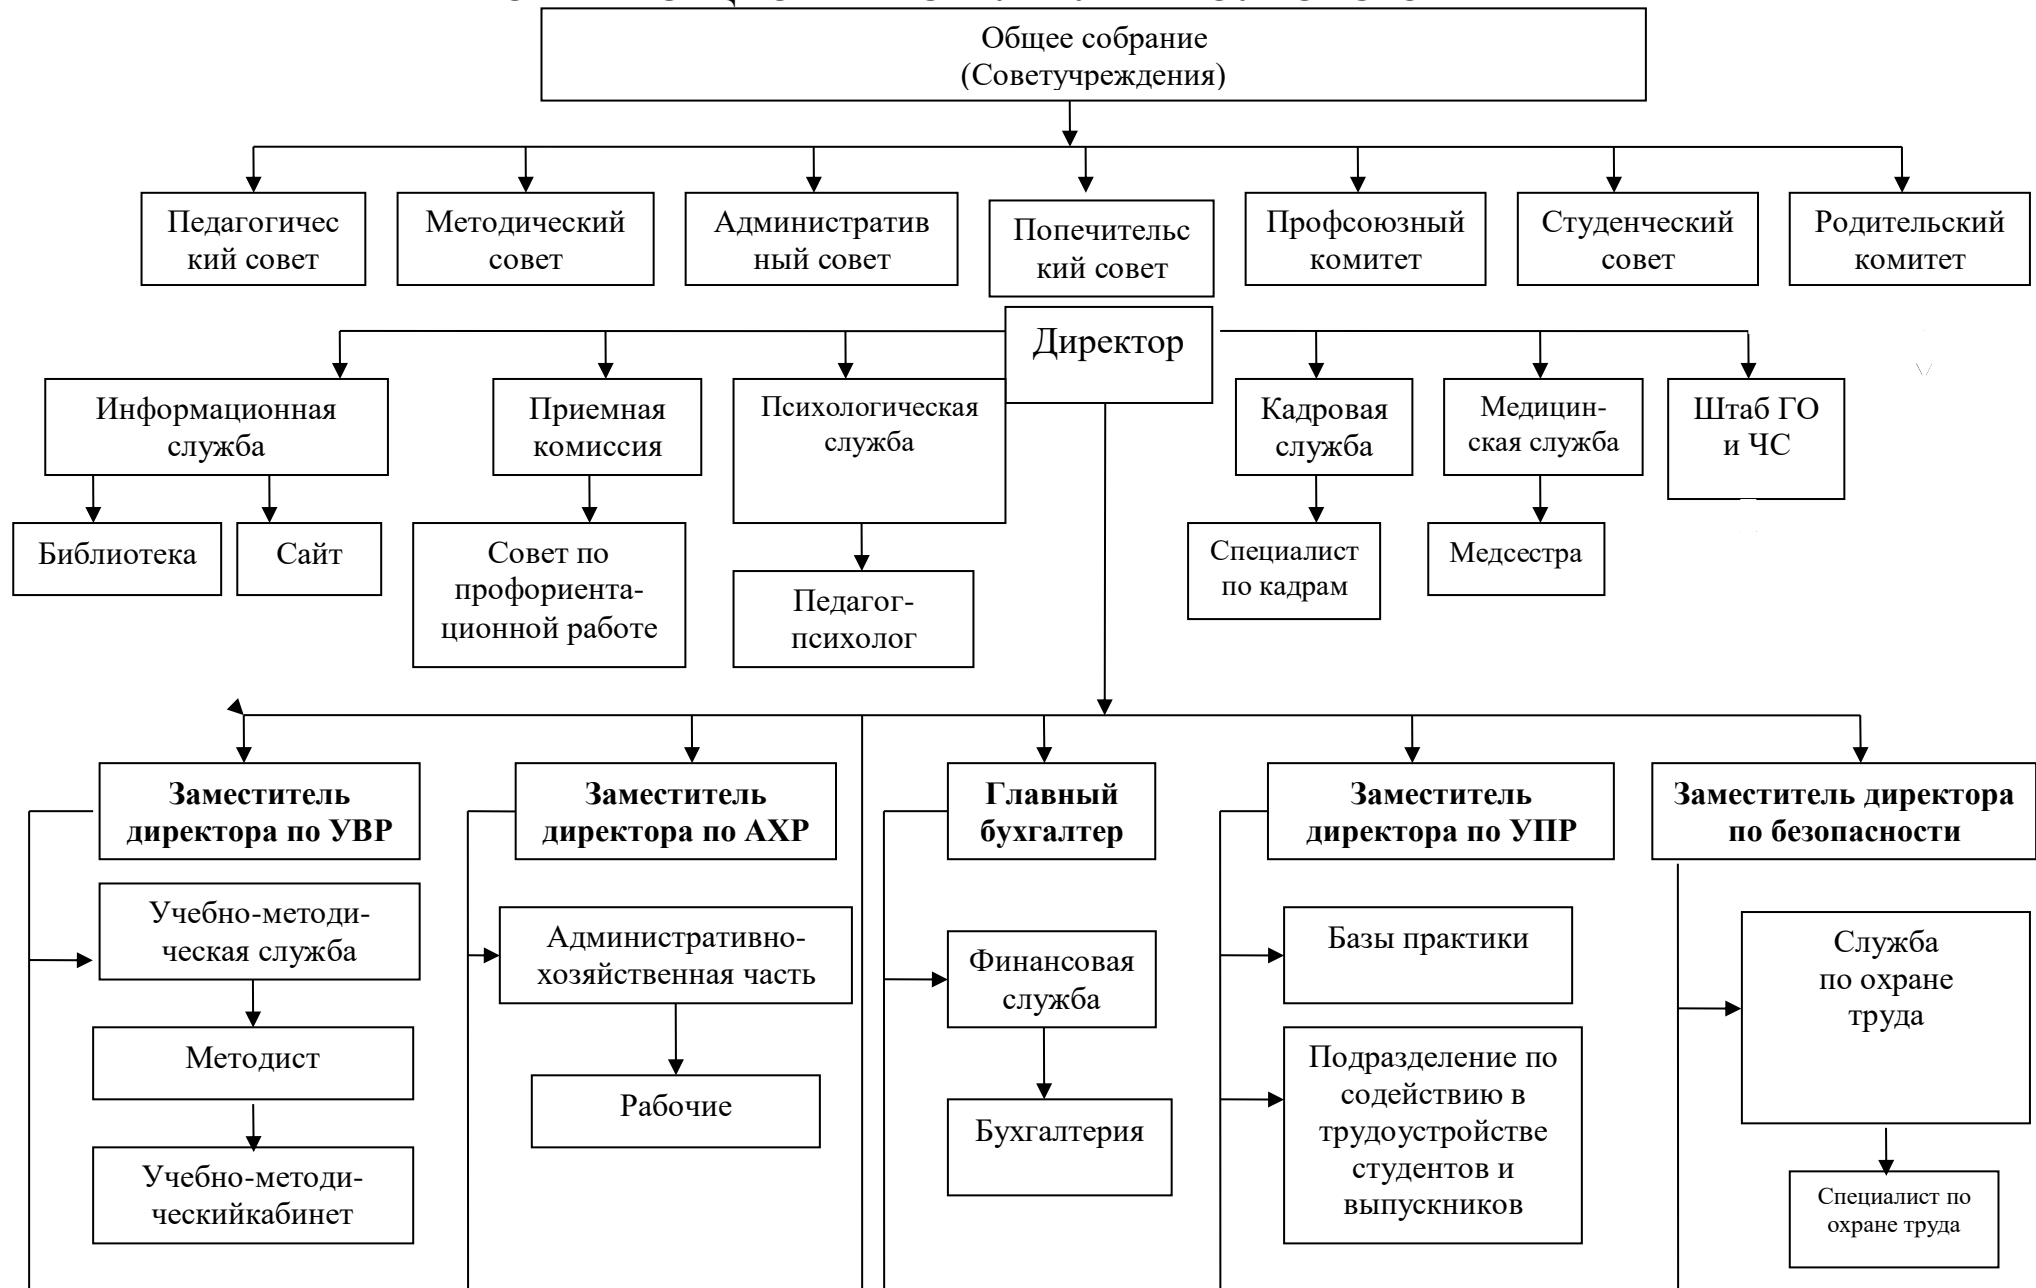 Общее собрание
(Советучреждения)
Педагогичес
кий совет
Методический
совет
Административ
ный совет
Попечительс
кий совет
Профсоюзный
комитет
Студенческий
совет
Родительский
комитет
Директор
Информационная
служба
Приемная
комиссия
Психологическая
служба
Кадровая
служба
Медицин-
ская служба
Штаб ГО
и ЧС
Библиотека
Сайт
Совет по
профориента-
ционной работе
Педагог-
психолог
Специалист
по кадрам
Медсестра
Заместитель
директора по УВР
Заместитель
директора по АХР
Главный
бухгалтер
Заместитель
директора по УПР
Заместитель директора
по безопасности
Учебно-методи-
ческая служба
Методист
Учебно-методи-
ческийкабинет
Административно-
хозяйственная часть
Рабочие
Финансовая
служба
Бухгалтерия
Базы практики
Подразделение по
содействию в
трудоустройстве
студентов и
выпускников
Служба
по охране
труда
Специалист по
охране труда